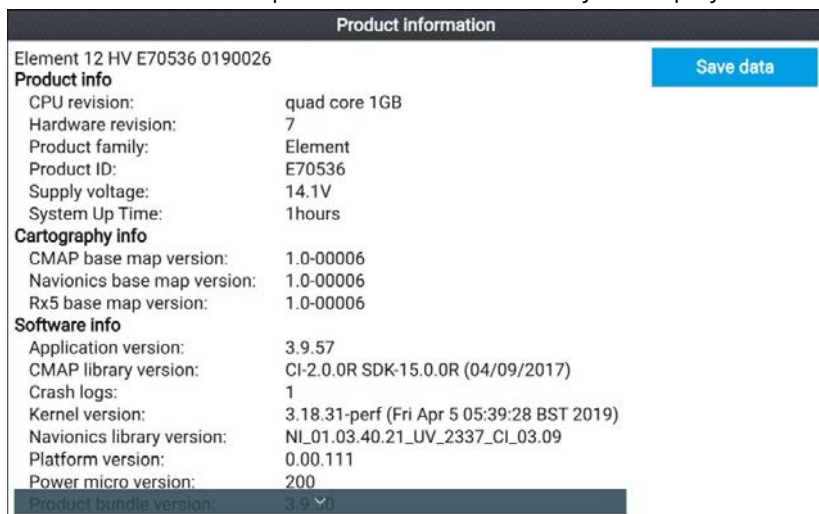 Product information
Element 12 HV E70536 0190026
Save data
Product info
CPU revision: quad core 1GB
Hardware revision: 7
Product family: Element
Product ID: E70536
Supply voltage: 14.1V
System Up Time: 1hours
Cartography info
CMAP base map version: 1.0-00006
Navionics base map version: 1.0-00006
Rx5 base map version: 1.0-00006
Software info
Application version: 3.9.57
CMAP library version: CI-2.0.0R SDK-15.0.0R (04/09/2017)
Crash logs: 1
Kernel version: 3.18.31-perf (Fri Apr 5 05:39:28 BST 2019)
Navionics library version: NI_01.03.40.21_UV_2337_CI_03.09
Platform version: 0.00.111
Power micro version: 200
Product bundle version: